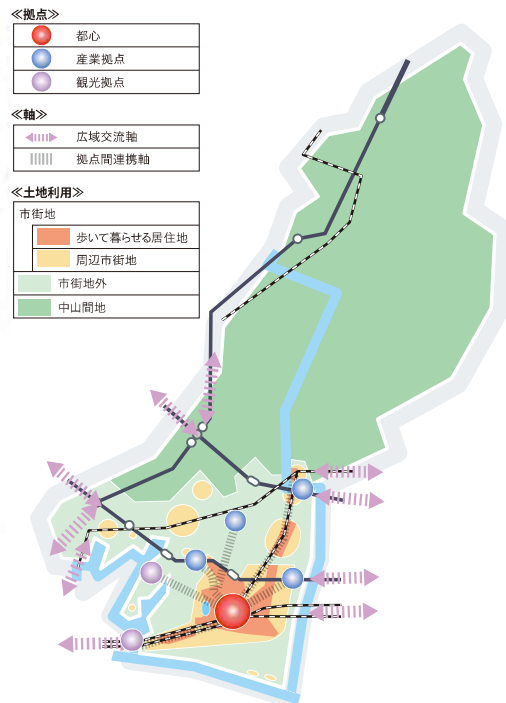 ≪拠点≫
都心
産業拠点
観光拠点
≪軸≫
広域交流軸
拠点間連携軸
≪土地利用≫
市街地
歩いて暮らせる居住地
周辺市街地
市街地外
中山間地